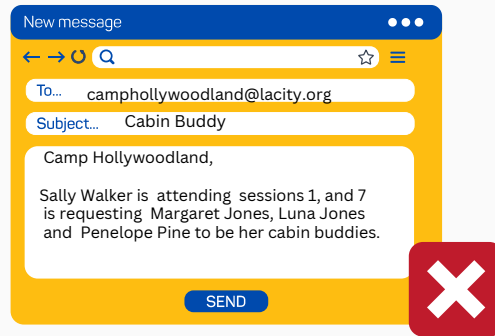 New message
To... camphollywoodland@lacity.org
Subject... Cabin Buddy
Camp Hollywoodland,
Sally Walker is attending sessions 1, and 7
is requesting Margaret Jones, Luna Jones
and Penelope Pine to be her cabin buddies.
SEND